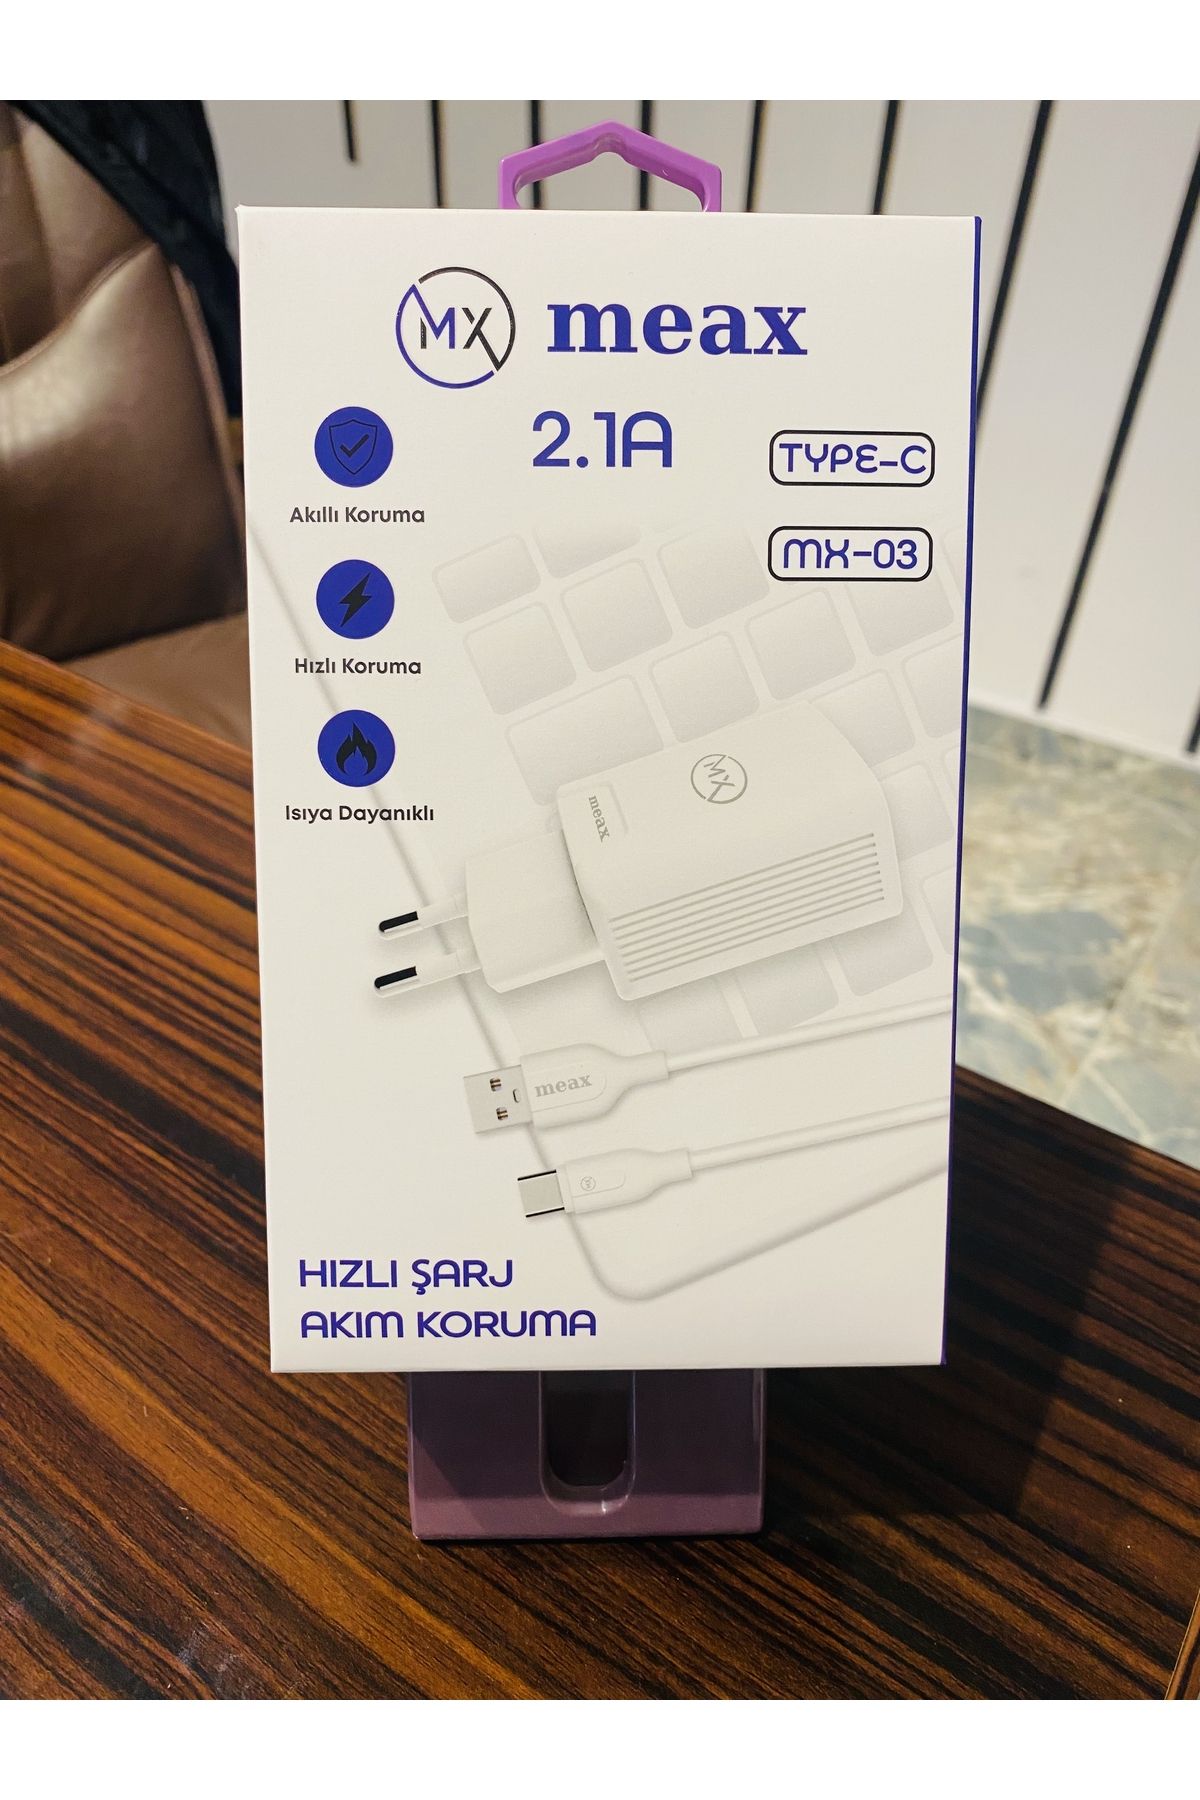 MX meax
2.1A
TYPE-C
MX-03
Akıllı Koruma
Hızlı Koruma
Isıya Dayanıklı
meax
MX
meax
HIZLI ŞARJ
AKIM KORUMA